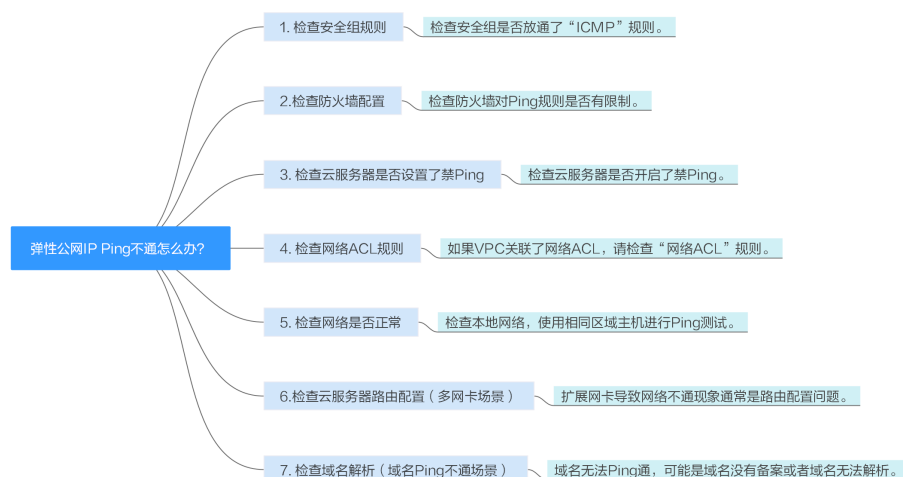 1. 检查安全组规则
检查安全组是否放通了“ICMP”规则。
2.检查防火墙配置
检查防火墙对Ping规则是否有限制。
3. 检查云服务器是否设置了禁Ping
检查云服务器是否开启了禁Ping。
弹性公网IP Ping不通怎么办?
4. 检查网络ACL规则
如果VPC关联了网络ACL，请检查“网络ACL”规则。
5. 检查网络是否正常
检查本地网络，使用相同区域主机进行Ping测试。
6.检查云服务器路由配置（多网卡场景）
扩展网卡导致网络不通现象通常是路由配置问题。
7. 检查域名解析（域名Ping不通场景）
域名无法Ping通，可能是域名没有备案或者域名无法解析。